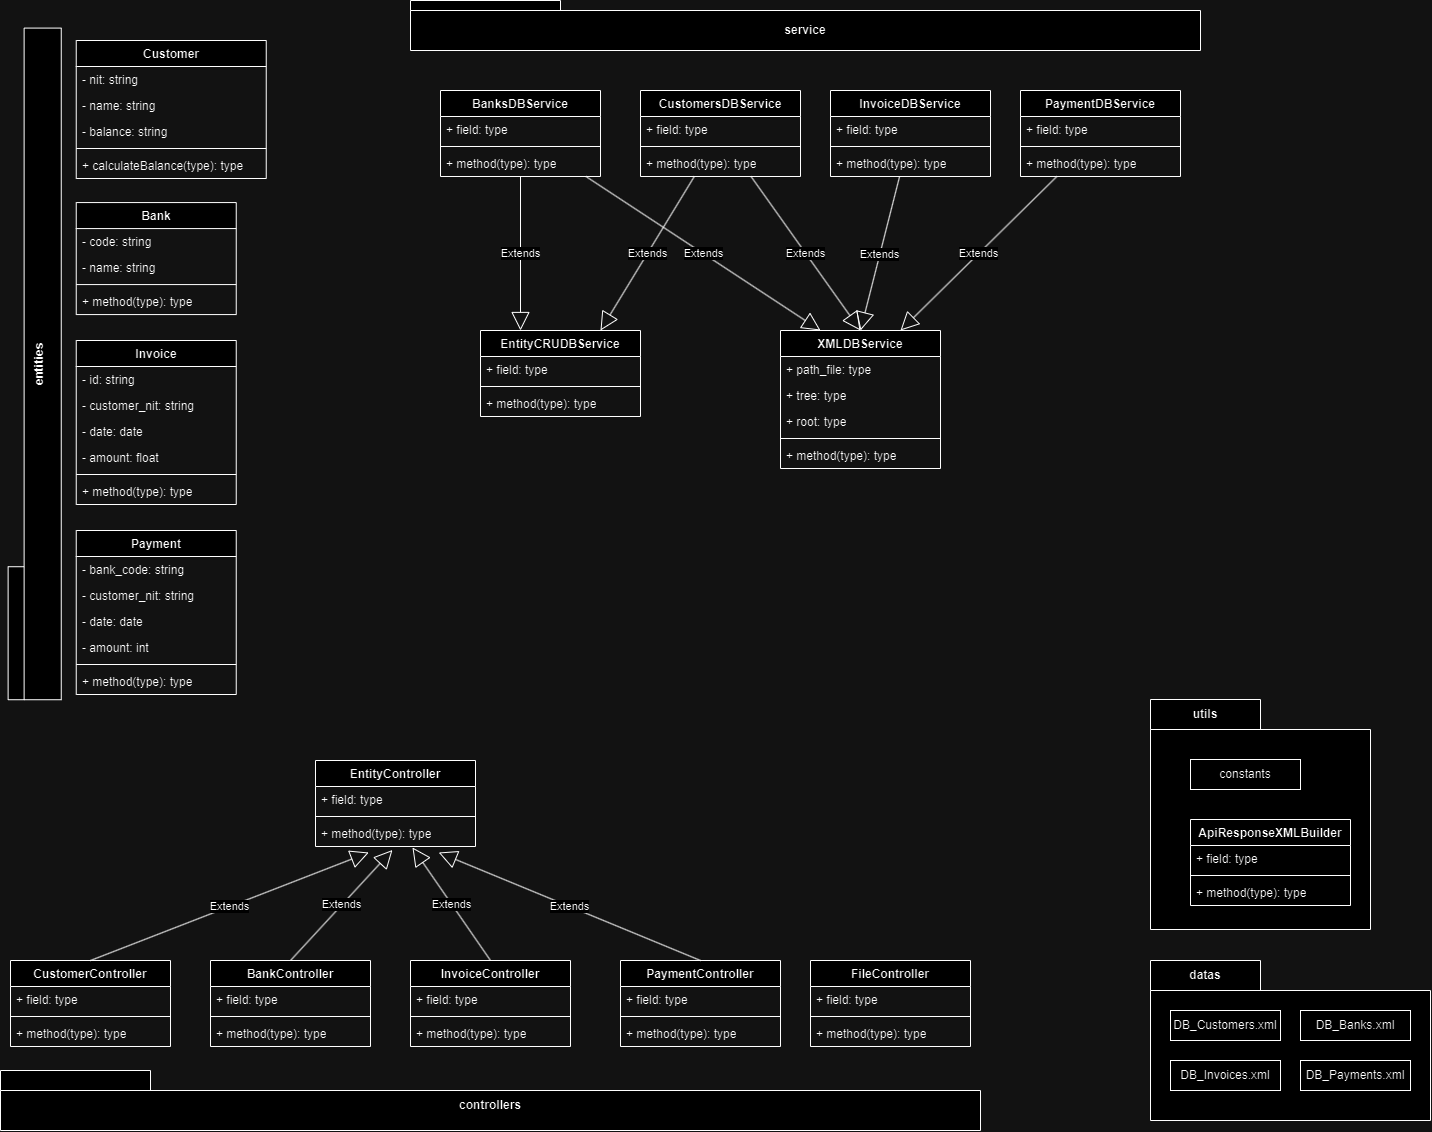 service
entities
Customer
- nit: string
- name: string
- balance: string
+ calculateBalance(type): type
Bank
- code: string
- name: string
+ method(type): type
Invoice
- id: string
- customer_nit: string
- date: date
- amount: float
+ method(type): type
Payment
- bank_code: string
- customer_nit: string
- date: date
- amount: int
+ method(type): type
BanksDBService
+ field: type
+ method(type): type
CustomersDBService
+ field: type
+ method(type): type
InvoiceDBService
+ field: type
+ method(type): type
PaymentDBService
+ field: type
+ method(type): type
Extends
Extends
Extends
Extends
Extends
Extends
EntityCRUDBService
+ field: type
+ method(type): type
XMLDBService
+ path_file: type
+ tree: type
+ root: type
+ method(type): type
EntityController
+ field: type
+ method(type): type
Extends
Extends
Extends
Extends
CustomerController
+ field: type
+ method(type): type
BankController
+ field: type
+ method(type): type
InvoiceController
+ field: type
+ method(type): type
PaymentController
+ field: type
+ method(type): type
FileController
+ field: type
+ method(type): type
controllers
utils
constants
ApiResponseXMLBuilder
+ field: type
+ method(type): type
datas
DB_Customers.xml
DB_Banks.xml
DB_Invoices.xml
DB_Payments.xml